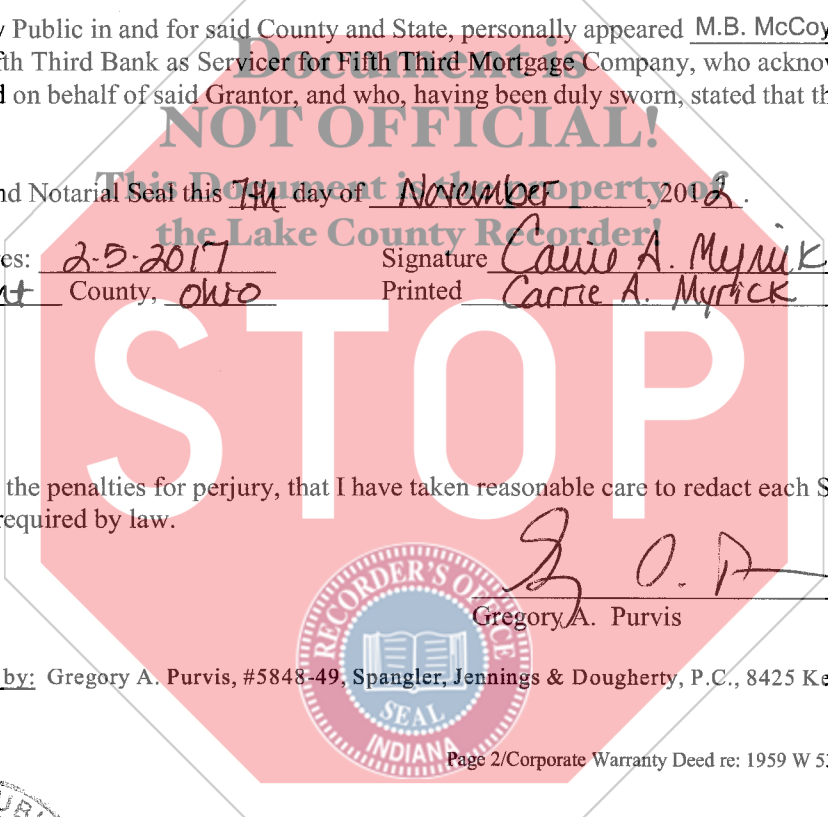 Public in and for said County and State, personally appeared M.B. McCoy
fth Third Bank as Servicer for Fifth Third Mortgage Company, who acknow
Document is
d on behalf of said Grantor, and who, having been duly sworn, stated that th
NOT OFFICIAL!
This Document is the property of
nd Notarial Seal this 7th day of November, 2012.
the Lake County Recorder!
es: 2-5-2017 Signature Carrie A. Myrick
nt County, Ohio Printed Carrie A. Myrick
STOP
the penalties for perjury, that I have taken reasonable care to redact each S
required by law.
Gregory A. Purvis
RECORDER'S OFFICE
SEAL
INDIANA
by: Gregory A. Purvis, #5848-49, Spangler, Jennings & Dougherty, P.C., 8425 Ke
Page 2/Corporate Warranty Deed re: 1959 W 53